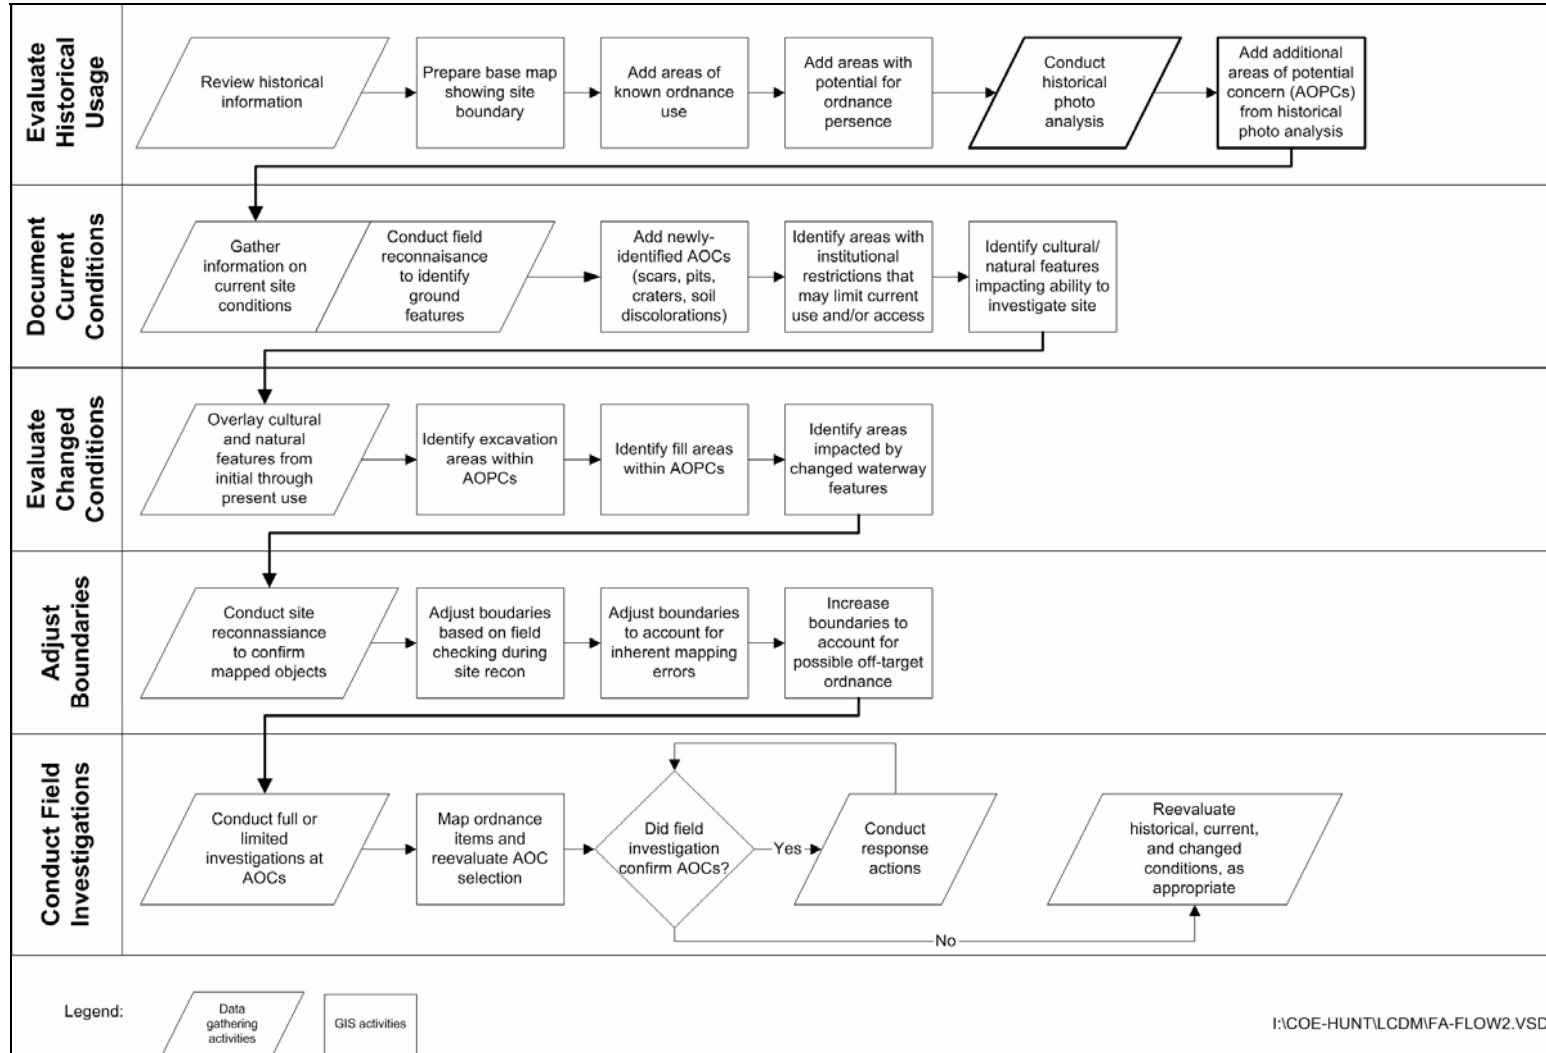 Evaluate
Historical
Usage
Review historical
information
Prepare base map
showing site
boundary
Add areas of
known ordnance
use
Add areas with
potential for
ordnance
persence
Conduct
historical
photo
analysis
Add additional
areas of potential
concern (AOPCs)
from historical
photo analysis
Document
Current
Conditions
Gather
information on
current site
conditions
Conduct field
reconnaisance
to identify
ground
features
Add newly-
identified AOCs
(scars, pits,
craters, soil
discolorations)
Identify areas with
institutional
restrictions that
may limit current
use and/or access
Identify cultural/
natural features
impacting ability to
investigate site
Evaluate
Changed
Conditions
Overlay cultural
and natural
features from
initial through
present use
Identify excavation
areas within
AOPCs
Identify fill areas
within AOPCs
Identify areas
impacted by
changed waterway
features
Adjust
Boundaries
Conduct site
reconnassiance
to confirm
mapped objects
Adjust boudaries
based on field
checking during
site recon
Adjust boundaries
to account for
inherent mapping
errors
Increase
boundaries to
account for
possible off-target
ordnance
Conduct Field
Investigations
Conduct full or
limited
investigations at
AOCs
Map ordnance
items and
reevaluate AOC
selection
Did field
investigation
confirm AOCs?
Yes
Conduct
response
actions
Reevaluate
historical, current,
and changed
conditions, as
appropriate
No
Legend:
Data
gathering
activities
GIS activities
I:\COE-HUNT\LCDM\FA-FLOW2.VSD